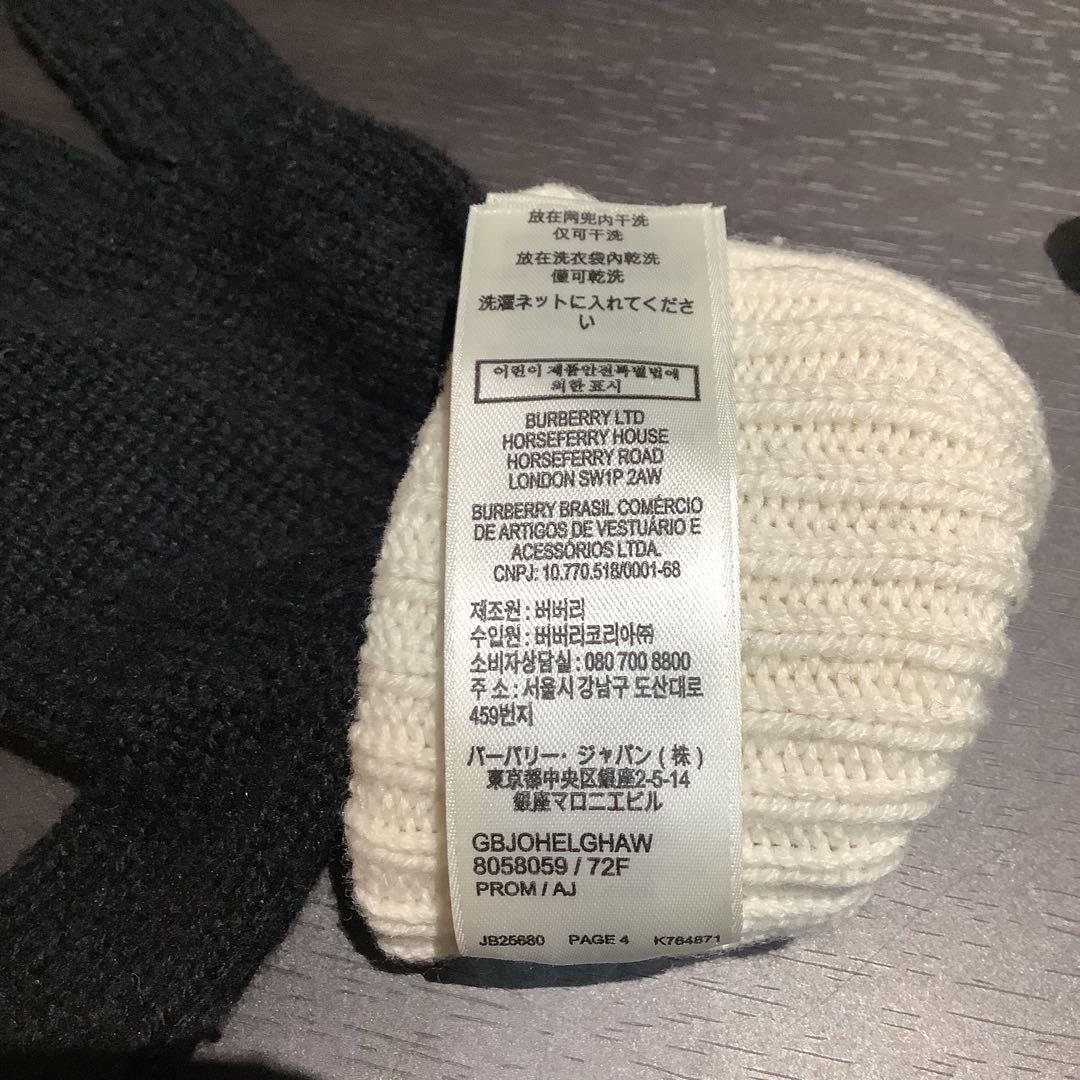 放在网兜内干洗
仅可干洗
放在洗衣袋內乾洗
僅可乾洗
洗濯ネットに入れてくださ
い
어린이 제품안전특별법에
의한 표시
BURBERRY LTD
HORSEFERRY HOUSE
HORSEFERRY ROAD
LONDON SW1P 2AW
BURBERRY BRASIL COMÉRCIO
DE ARTIGOS DE VESTUÁRIO E
ACESSÓRIOS LTDA.
CNPJ: 10.770.518/0001-68
제조원 : 버버리
수입원 : 버버리코리아㈜
소비자상담실 : 080 700 8800
주 소 : 서울시 강남구 도산대로
459번지
バーバリー・ジャパン ( 株 )
東京都中央区銀座2-5-14
銀座マロニエビル
GBJOHELGHAW
8058059 / 72F
PROM / AJ
JB25680 PAGE 4 K764871